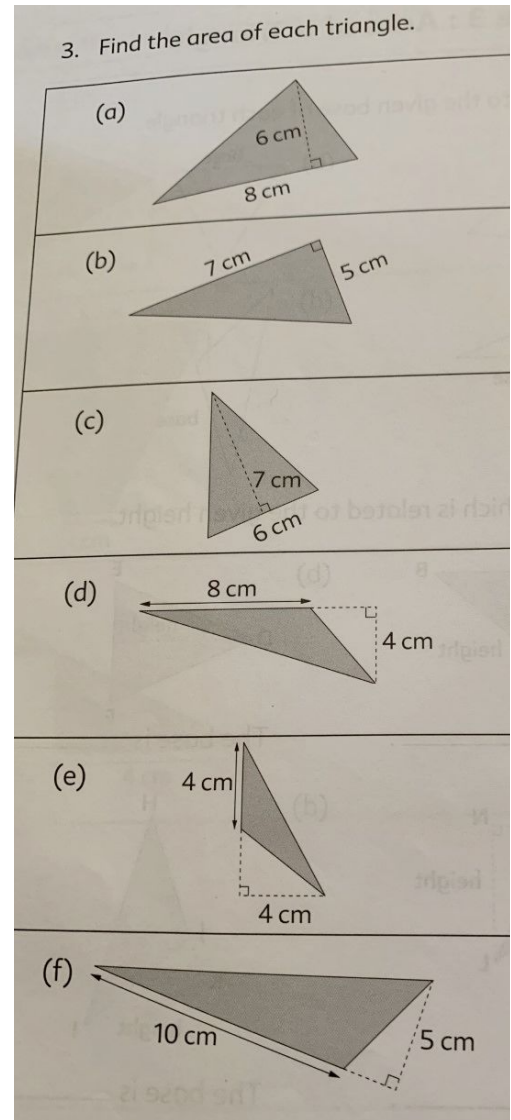 3. Find the area of each triangle.
(a)
6 cm
8 cm
(b)
7 cm
5 cm
(c)
7 cm
6 cm
(d)
8 cm
4 cm
(e)
4 cm
4 cm
(f)
10 cm
5 cm